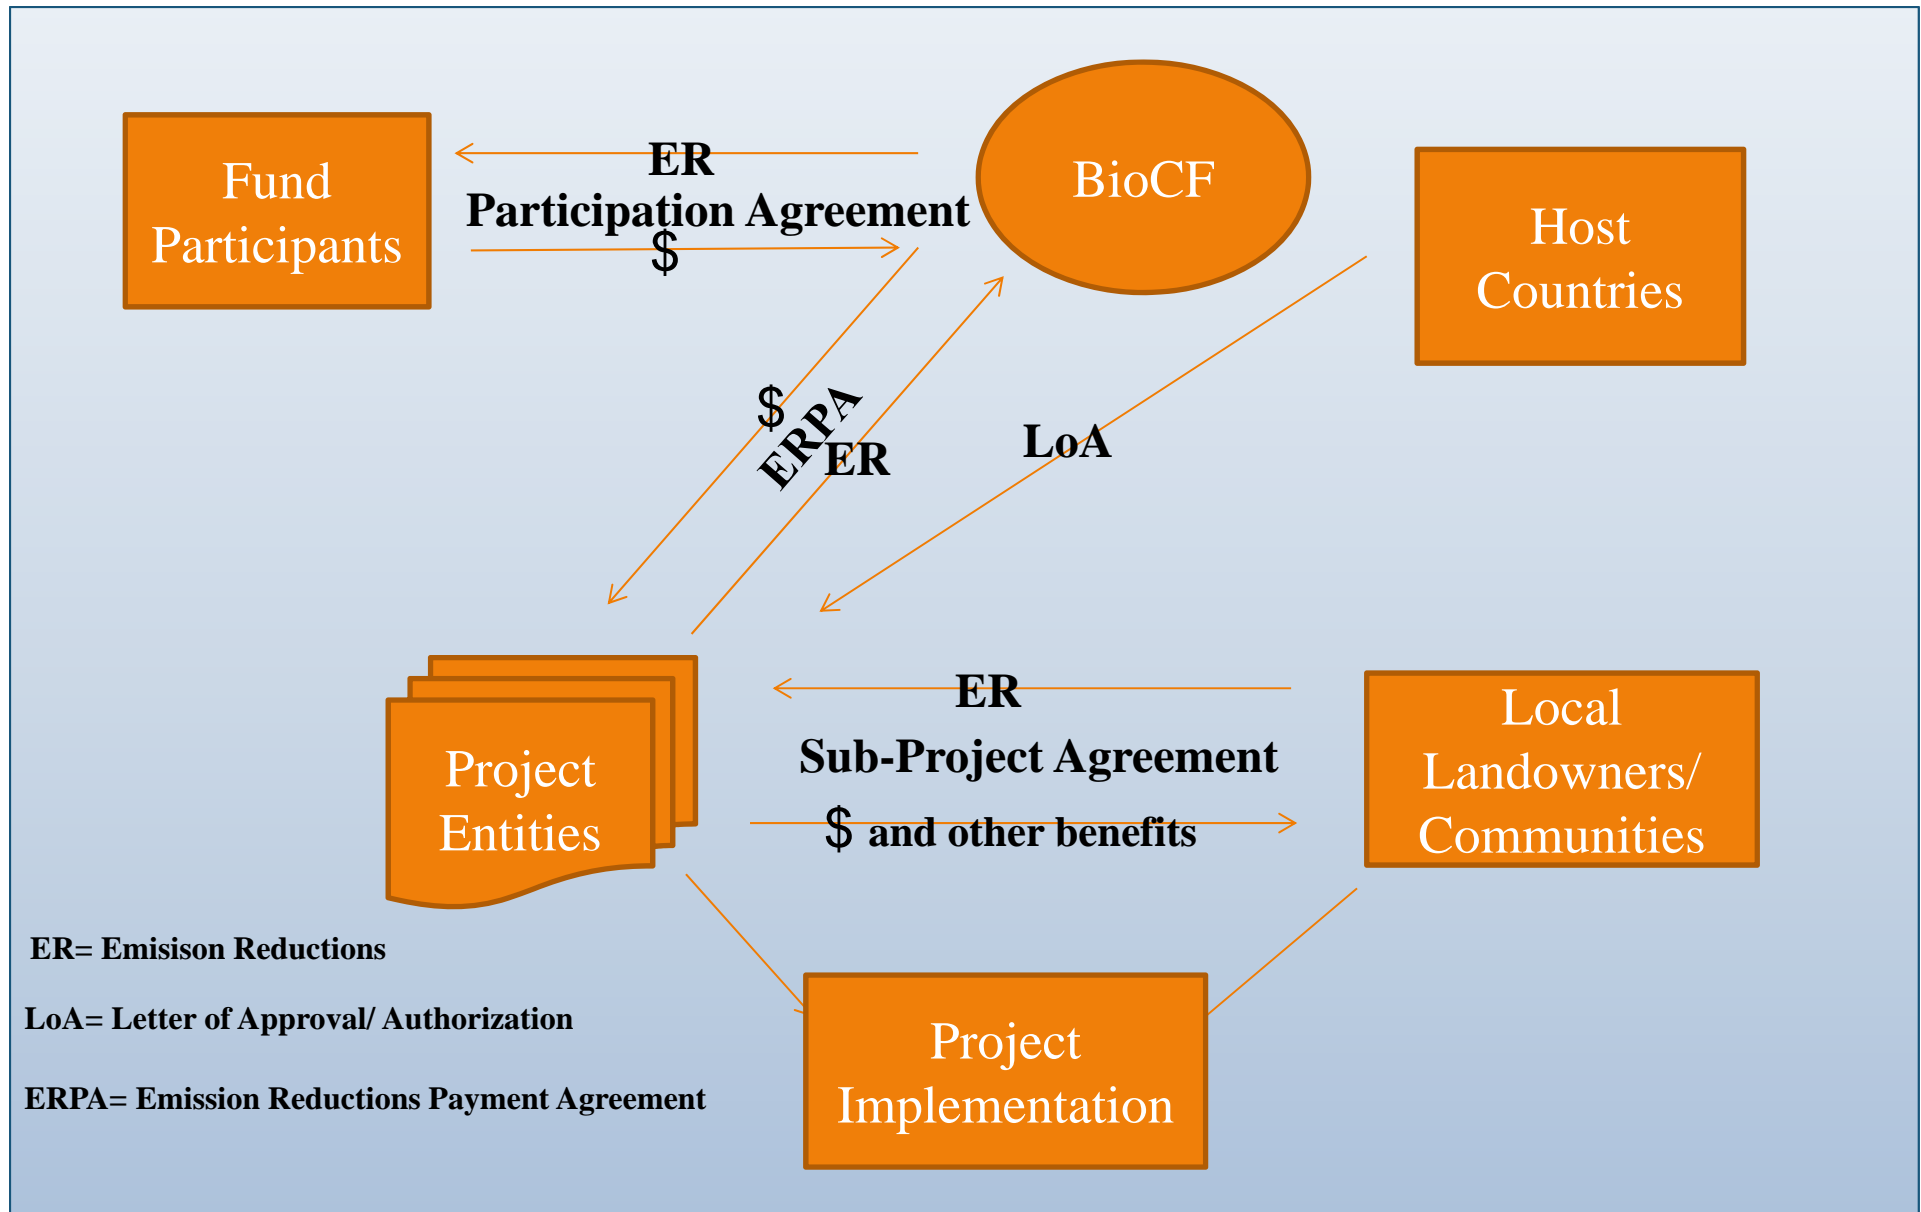 Fund
Participants
ER
Participation Agreement
$
BioCF
Host
Countries
$
ERPA
ER
LoA
Project
Entities
ER
Sub-Project Agreement
$ and other benefits
Local
Landowners/
Communities
ER= Emisison Reductions
LoA= Letter of Approval/ Authorization
ERPA= Emission Reductions Payment Agreement
Project
Implementation